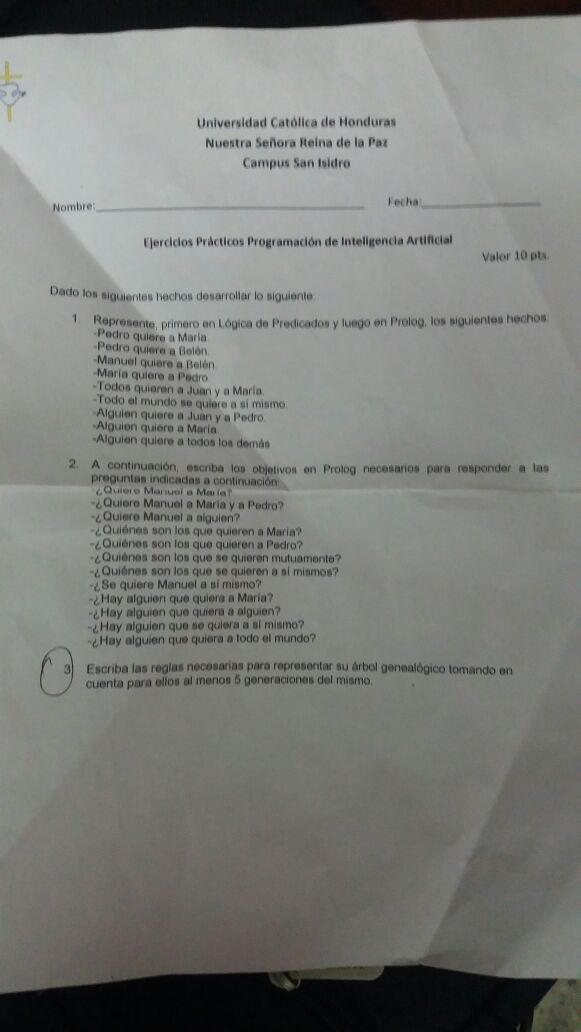 Universidad Católica de Honduras
Nuestra Señora Reina de la Paz
Campus San Isidro
Nombre: Fecha:
Ejercicios Prácticos Programación de Inteligencia Artificial
Valor 10 pts.
Dado los siguientes hechos desarrollar lo siguiente:
1. Represente, primero en Lógica de Predicados y luego en Prolog, los siguientes hechos:
-Pedro quiere a María.
-Pedro quiere a Belén.
-Manuel quiere a Belén.
-María quiere a Pedro.
-Todos quieren a Juan y a María.
-Todo el mundo se quiere a sí mismo.
-Alguien quiere a Juan y a Pedro.
-Alguien quiere a María.
-Alguien quiere a todos los demás
2. A continuación, escriba los objetivos en Prolog necesarios para responder a las
preguntas indicadas a continuación:
-¿Quiere Manuel a María?
-¿Quiere Manuel a María y a Pedro?
-¿Quiere Manuel a alguien?
-¿Quiénes son los que quieren a María?
-¿Quiénes son los que quieren a Pedro?
-¿Quiénes son los que se quieren mutuamente?
-¿Quiénes son los que se quieren a sí mismos?
-¿Se quiere Manuel a sí mismo?
-¿Hay alguien que quiera a María?
-¿Hay alguien que quiera a alguien?
-¿Hay alguien que se quiera a sí mismo?
-¿Hay alguien que quiera a todo el mundo?
3 Escriba las reglas necesarias para representar su árbol genealógico tomando en
cuenta para ellos al menos 5 generaciones del mismo.